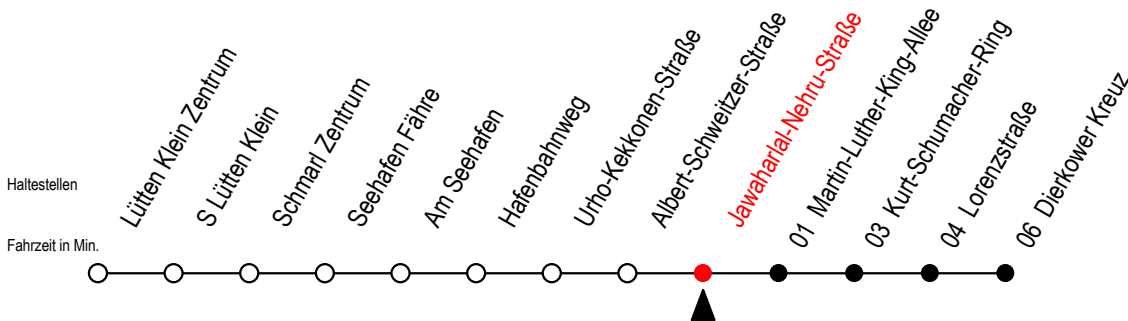 Haltestellen
Fahrzeit in Min.
Lütten Klein Zentrum
S Lütten Klein
Schmarl Zentrum
Seehafen Fähre
Am Seehafen
Hafenbahnweg
Urho-Kekkonen-Straße
Albert-Schweitzer-Straße
Jawaharlal-Nehru-Straße
01 Martin-Luther-King-Allee
03 Kurt-Schumacher-Ring
04 Lorenzstraße
06 Dierkower Kreuz